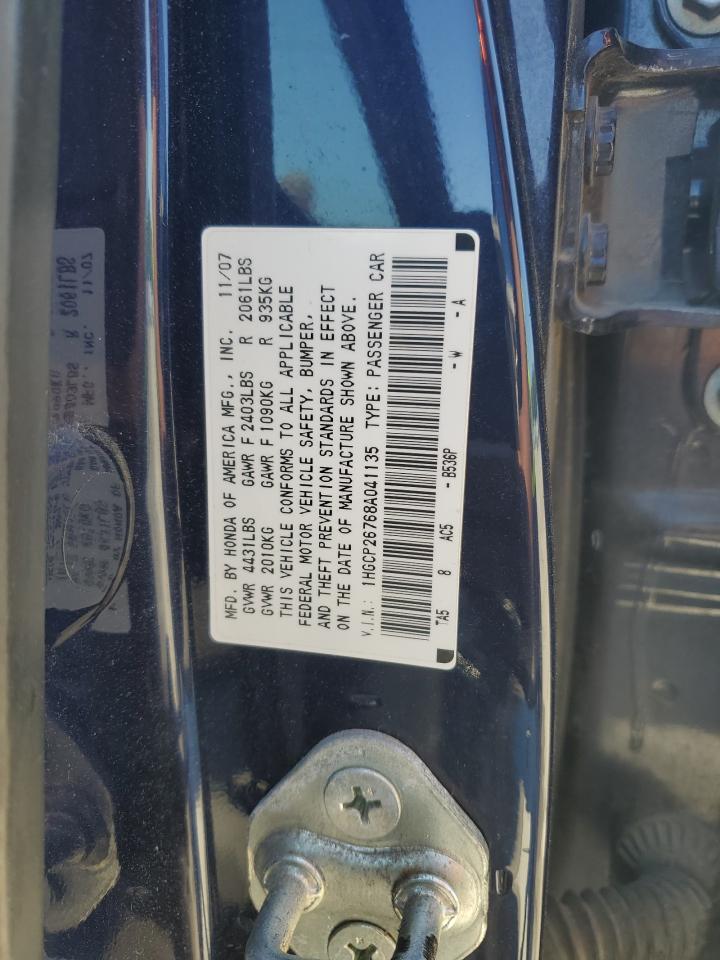 MFD. BY HONDA OF AMERICA MFG., INC. 11/07
GVWR 4431LBS GAWR F 2403LBS R 2061LBS
GVWR 2010KG GAWR F 1090KG R 935KG
THIS VEHICLE CONFORMS TO ALL APPLICABLE
FEDERAL MOTOR VEHICLE SAFETY, BUMPER,
AND THEFT PREVENTION STANDARDS IN EFFECT
ON THE DATE OF MANUFACTURE SHOWN ABOVE.
V.I.N.: 1HGCP26768A041135 TYPE: PASSENGER CAR
TA5 8 AC5 - B536P - W - A